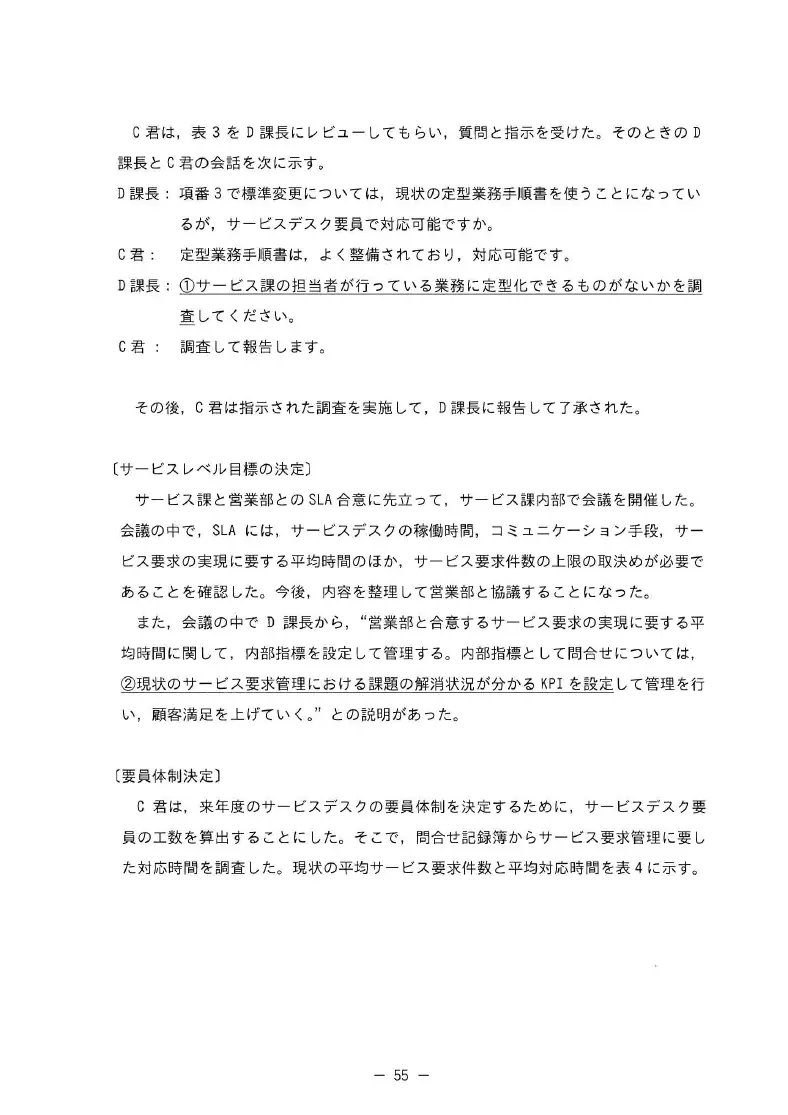 C君は，表3をD課長にレビューしてもらい，質問と指示を受けた。そのときのD
課長とC君の会話を次に示す。
D課長： 項番3で標準変更については，現状の定型業務手順書を使うことになってい
るが，サービスデスク要員で対応可能ですか。
C君： 定型業務手順書は，よく整備されており，対応可能です。
D課長： ①サービス課の担当者が行っている業務に定型化できるものがないかを調
査してください。
C君： 調査して報告します。
その後，C君は指示された調査を実施して，D課長に報告して了承された。
〔サービスレベル目標の決定〕
サービス課と営業部とのSLA合意に先立って，サービス課内部で会議を開催した。
会議の中で，SLAには，サービスデスクの稼働時間，コミュニケーション手段，サー
ビス要求の実現に要する平均時間のほか，サービス要求件数の上限の取決めが必要で
あることを確認した。今後，内容を整理して営業部と協議することになった。
また，会議の中でD課長から，“営業部と合意するサービス要求の実現に要する平
均時間に関して，内部指標を設定して管理する。内部指標として問合せについては，
②現状のサービス要求管理における課題の解消状況が分かるKPIを設定して管理を行
い，顧客満足を上げていく。”との説明があった。
〔要員体制決定〕
C君は，来年度のサービスデスクの要員体制を決定するために，サービスデスク要
員の工数を算出することにした。そこで，問合せ記録簿からサービス要求管理に要し
た対応時間を調査した。現状の平均サービス要求件数と平均対応時間を表4に示す。
－ 55 －